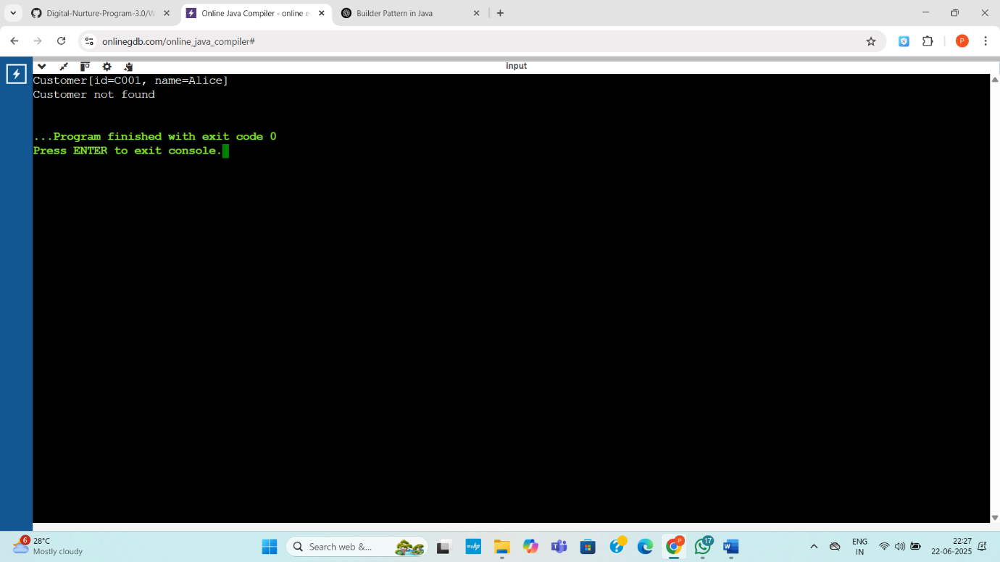 Digital-Nurture-Program-3.0/W
Online Java Compiler - online e
Builder Pattern in Java
onlinegdb.com/online_java_compiler#
P
input
Customer[id=C001, name=Alice]
Customer not found
...Program finished with exit code 0
Press ENTER to exit console.
6
28°C
Mostly cloudy
Search web &...
myhp
T
?
P
17
W
ENG
IN
22:27
22-06-2025